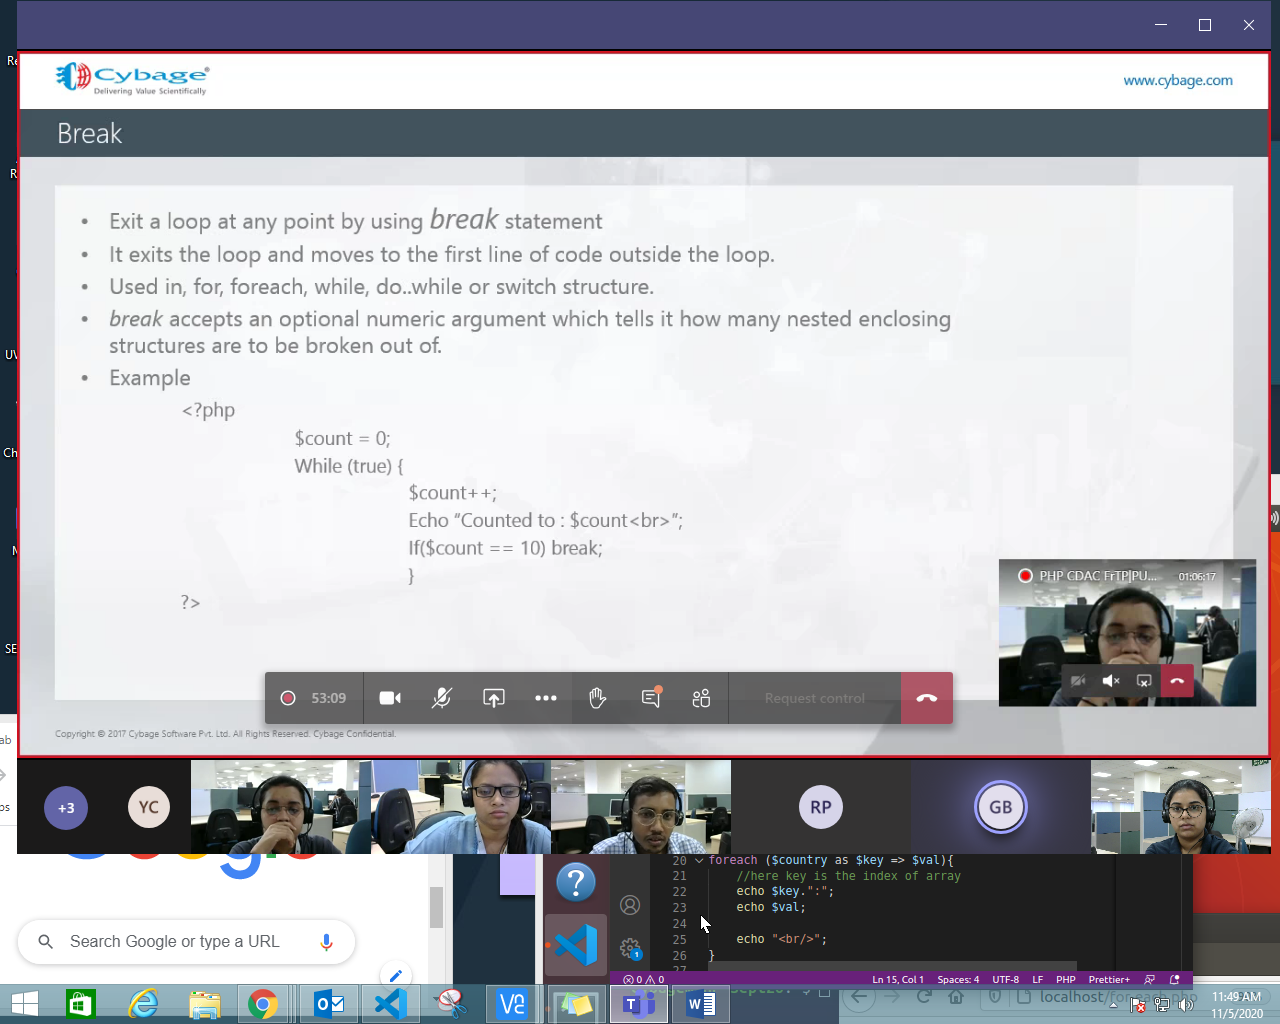 Cybage
Delivering Value Scientifically
www.cybage.com
Break
• Exit a loop at any point by using break statement
• It exits the loop and moves to the first line of code outside the loop.
• Used in, for, foreach, while, do..while or switch structure.
• break accepts an optional numeric argument which tells it how many nested enclosing
structures are to be broken out of.
• Example
<?php
$count = 0;
While (true) {
$count++;
Echo “Counted to : $count<br>”;
If($count == 10) break;
}
?>
PHP CDAC FrTP|PU...
01:06:17
53:09
Request control
Copyright © 2017 Cybage Software Pvt. Ltd. All Rights Reserved. Cybage Confidential.
+3
YC
RP
GB
20 foreach ($country as $key => $val){
21 //here key is the index of array
22 echo $key.":";
23 echo $val;
24
25 echo "<br/>";
26 }
27
Search Google or type a URL
0 0
Ln 15, Col 1
Spaces: 4
UTF-8
LF
PHP
Prettier+
11:49 AM
11/5/2020